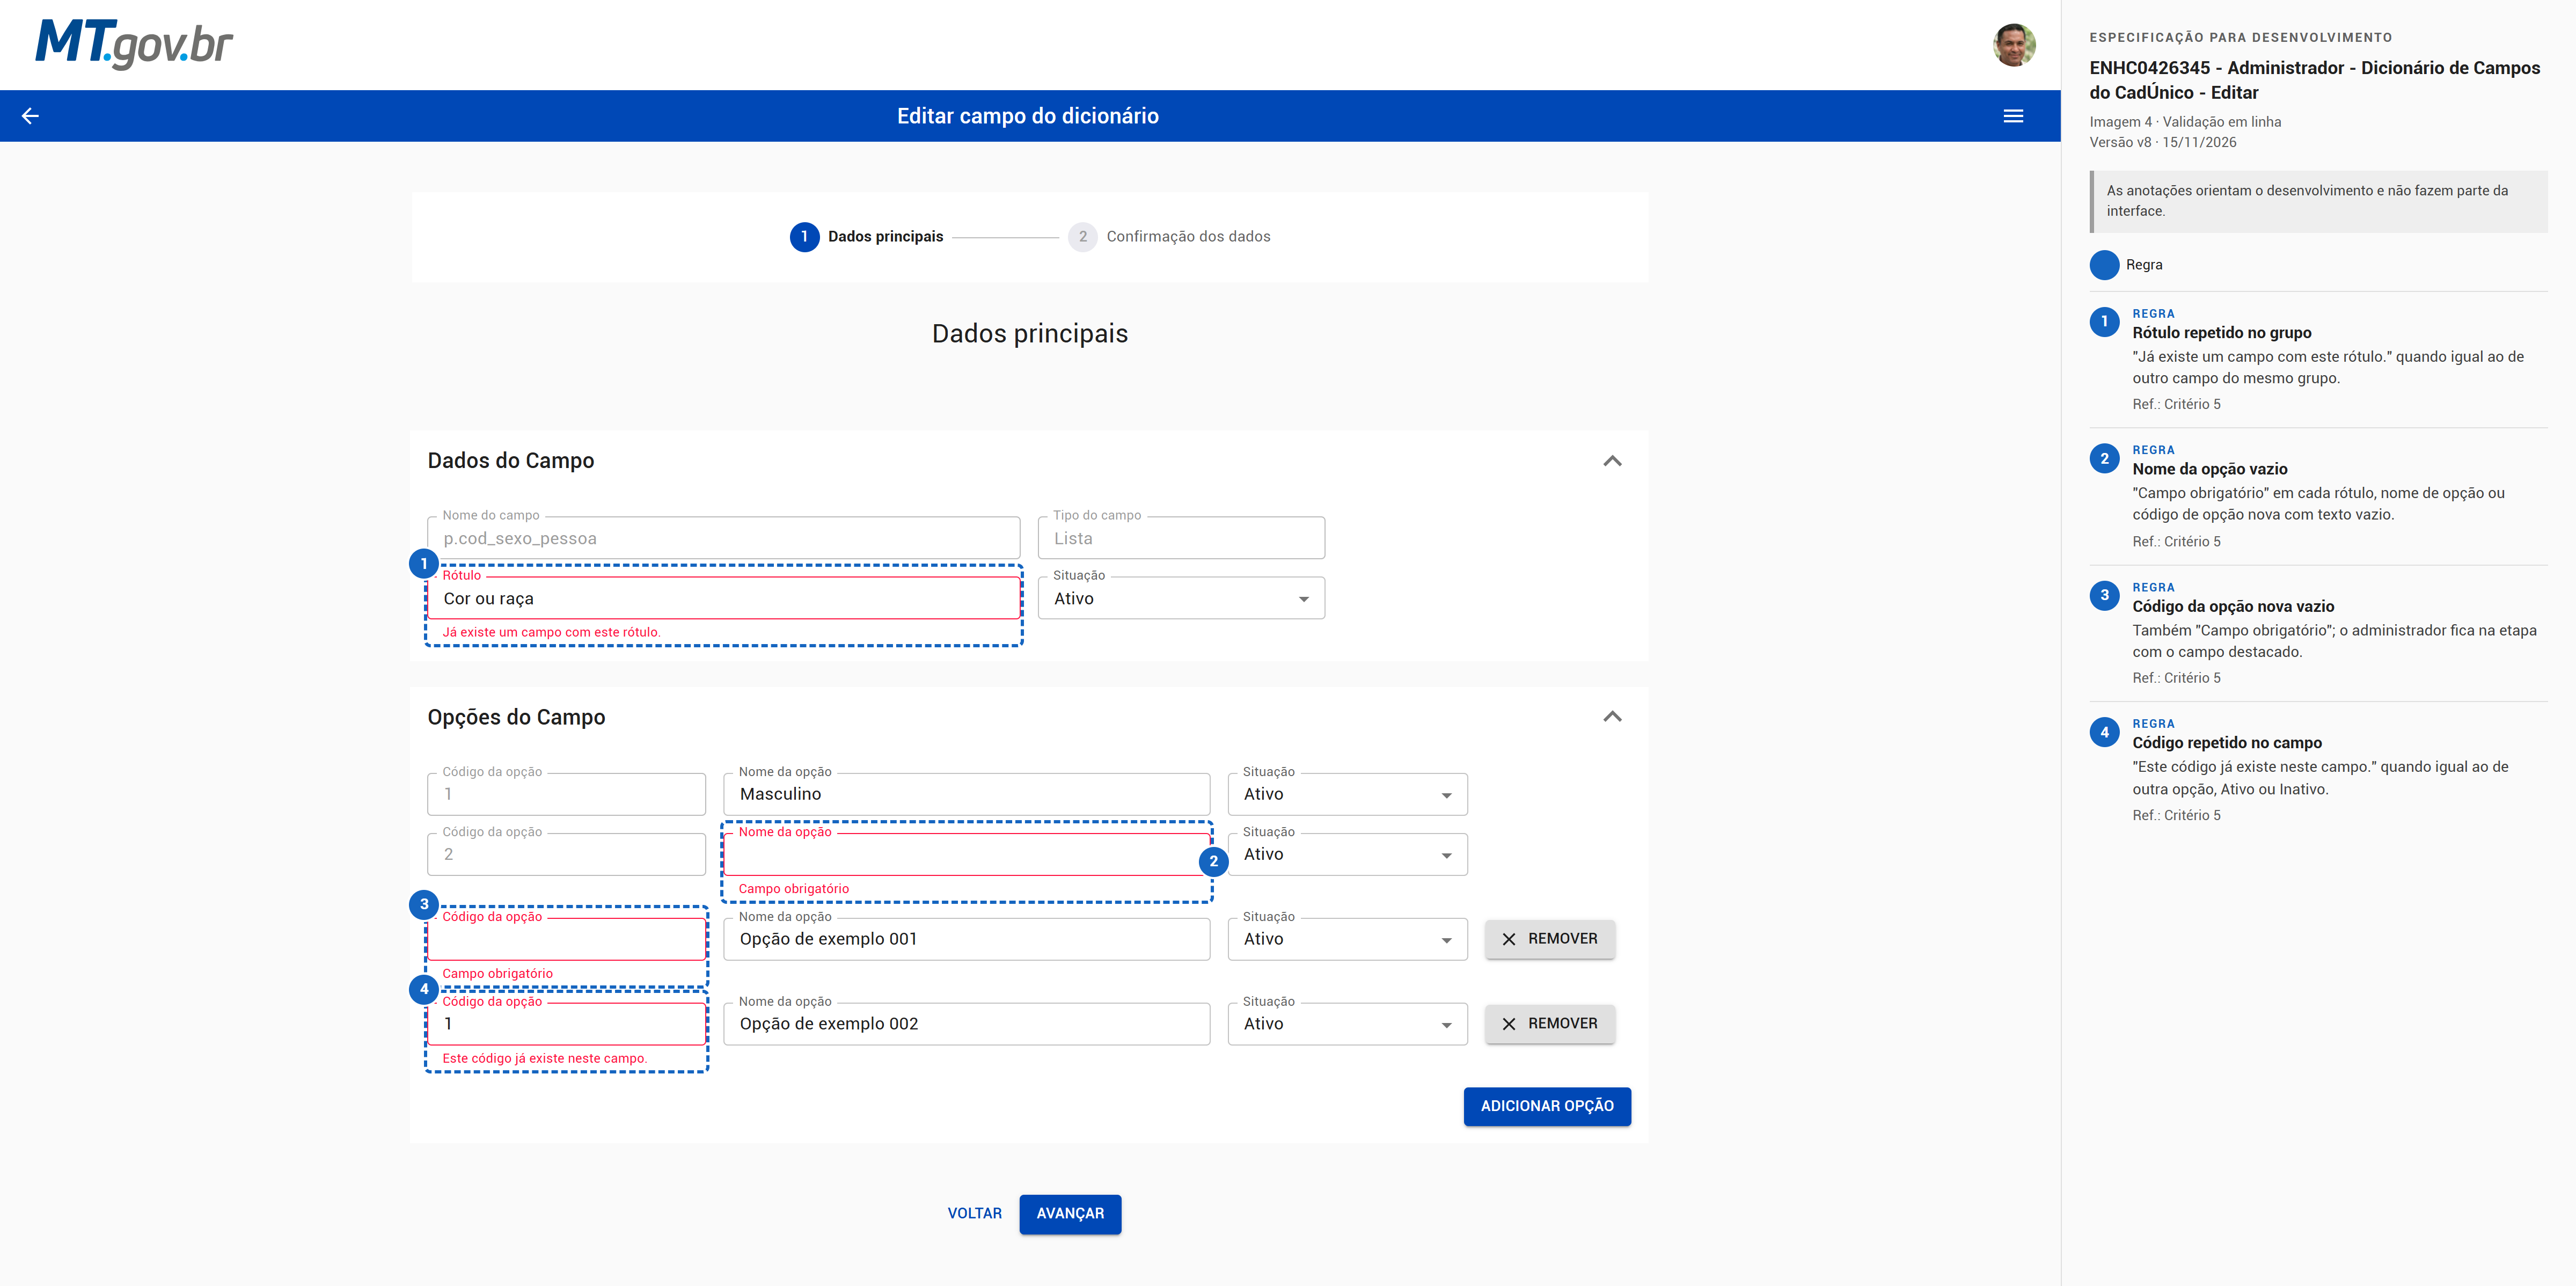 MT.gov.br
Editar campo do dicionário
1 Dados principais
2 Confirmação dos dados
Dados principais
Dados do Campo
Nome do campo
p.cod_sexo_pessoa
Tipo do campo
Lista
1
Rótulo
Cor ou raça
Já existe um campo com este rótulo.
Situação
Ativo
Opções do Campo
Código da opção
1
Nome da opção
Masculino
Situação
Ativo
Código da opção
2
Nome da opção
Campo obrigatório
2
Situação
Ativo
3
Código da opção
Campo obrigatório
Nome da opção
Opção de exemplo 001
Situação
Ativo
REMOVER
4
Código da opção
1
Este código já existe neste campo.
Nome da opção
Opção de exemplo 002
Situação
Ativo
REMOVER
ADICIONAR OPÇÃO
VOLTAR
AVANÇAR
ESPECIFICAÇÃO PARA DESENVOLVIMENTO
ENHC0426345 - Administrador - Dicionário de Campos
do CadÚnico - Editar
Imagem 4 · Validação em linha
Versão v8 · 15/11/2026
As anotações orientam o desenvolvimento e não fazem parte da
interface.
Regra
1
REGRA
Rótulo repetido no grupo
"Já existe um campo com este rótulo." quando igual ao de
outro campo do mesmo grupo.
Ref.: Critério 5
2
REGRA
Nome da opção vazio
"Campo obrigatório" em cada rótulo, nome de opção ou
código de opção nova com texto vazio.
Ref.: Critério 5
3
REGRA
Código da opção nova vazio
Também "Campo obrigatório"; o administrador fica na etapa
com o campo destacado.
Ref.: Critério 5
4
REGRA
Código repetido no campo
"Este código já existe neste campo." quando igual ao de
outra opção, Ativo ou Inativo.
Ref.: Critério 5